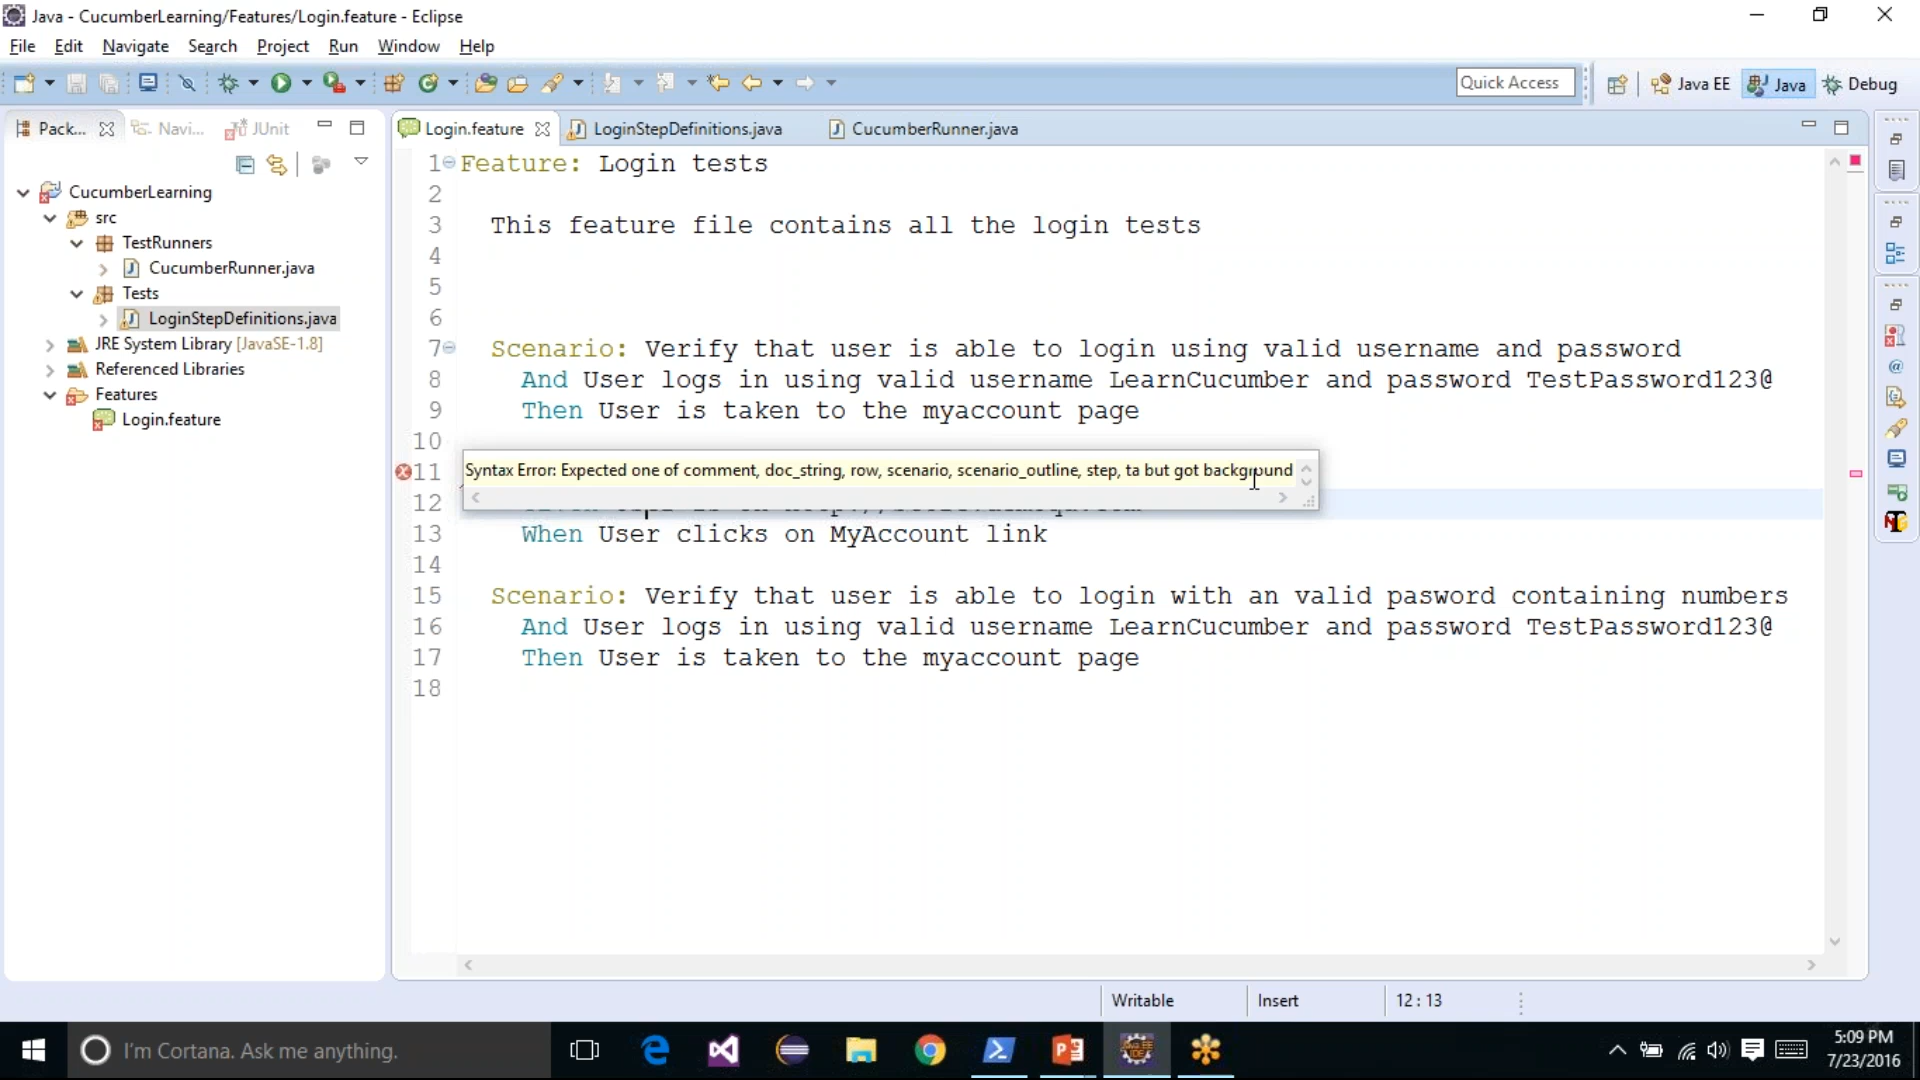 Java - CucumberLearning/Features/Login.feature - Eclipse
File Edit Navigate Search Project Run Window Help
Quick Access Java EE Java Debug
Pack... Navi... JUnit
Login.feature LoginStepDefinitions.java CucumberRunner.java
CucumberLearning
src
TestRunners
CucumberRunner.java
Tests
LoginStepDefinitions.java
JRE System Library [JavaSE-1.8]
Referenced Libraries
Features
Login.feature
1 Feature: Login tests
2
3 This feature file contains all the login tests
4
5
6
7 Scenario: Verify that user is able to login using valid username and password
8 And User logs in using valid username LearnCucumber and password TestPassword123@
9 Then User is taken to the myaccount page
10
11
Syntax Error: Expected one of comment, doc_string, row, scenario, scenario_outline, step, ta but got background
12
13 When User clicks on MyAccount link
14
15 Scenario: Verify that user is able to login with an valid pasword containing numbers
16 And User logs in using valid username LearnCucumber and password TestPassword123@
17 Then User is taken to the myaccount page
18
Writable Insert 12 : 13
I'm Cortana. Ask me anything.
5:09 PM
7/23/2016